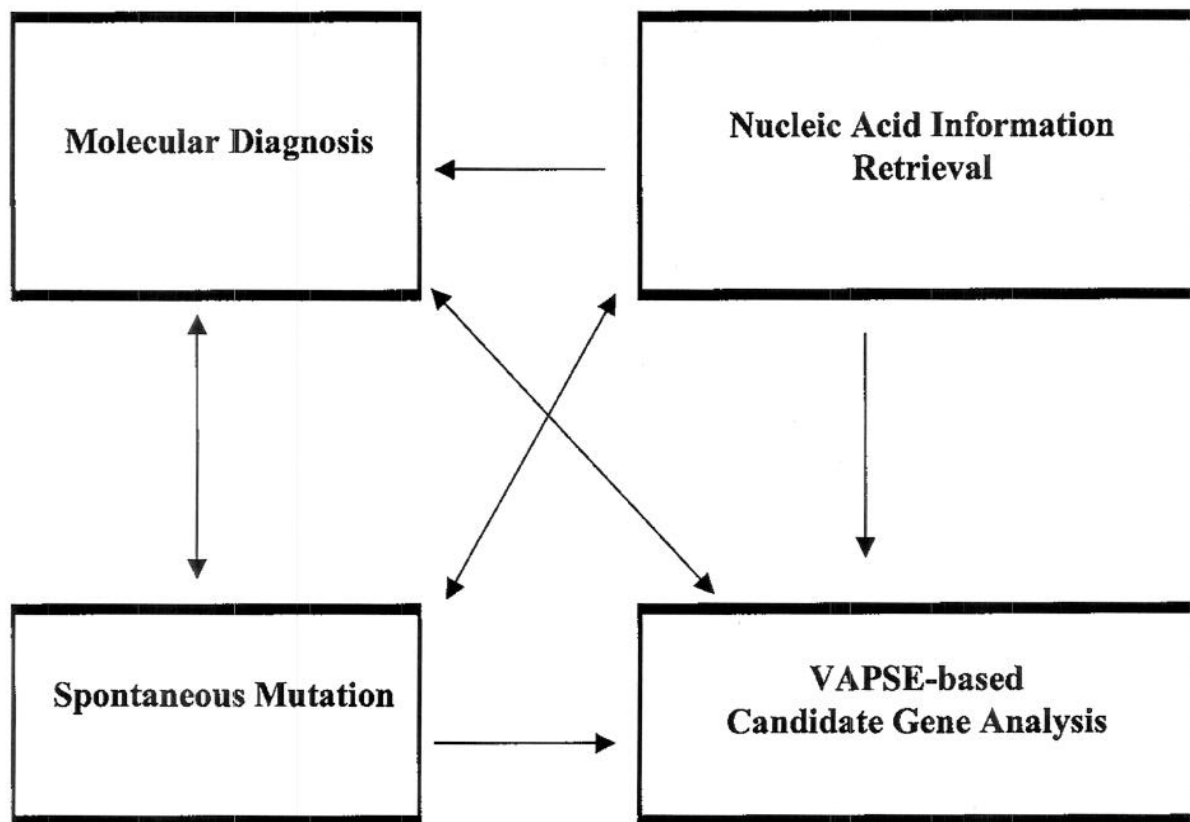 Molecular Diagnosis
Nucleic Acid Information
Retrieval
Spontaneous Mutation
VAPSE-based
Candidate Gene Analysis